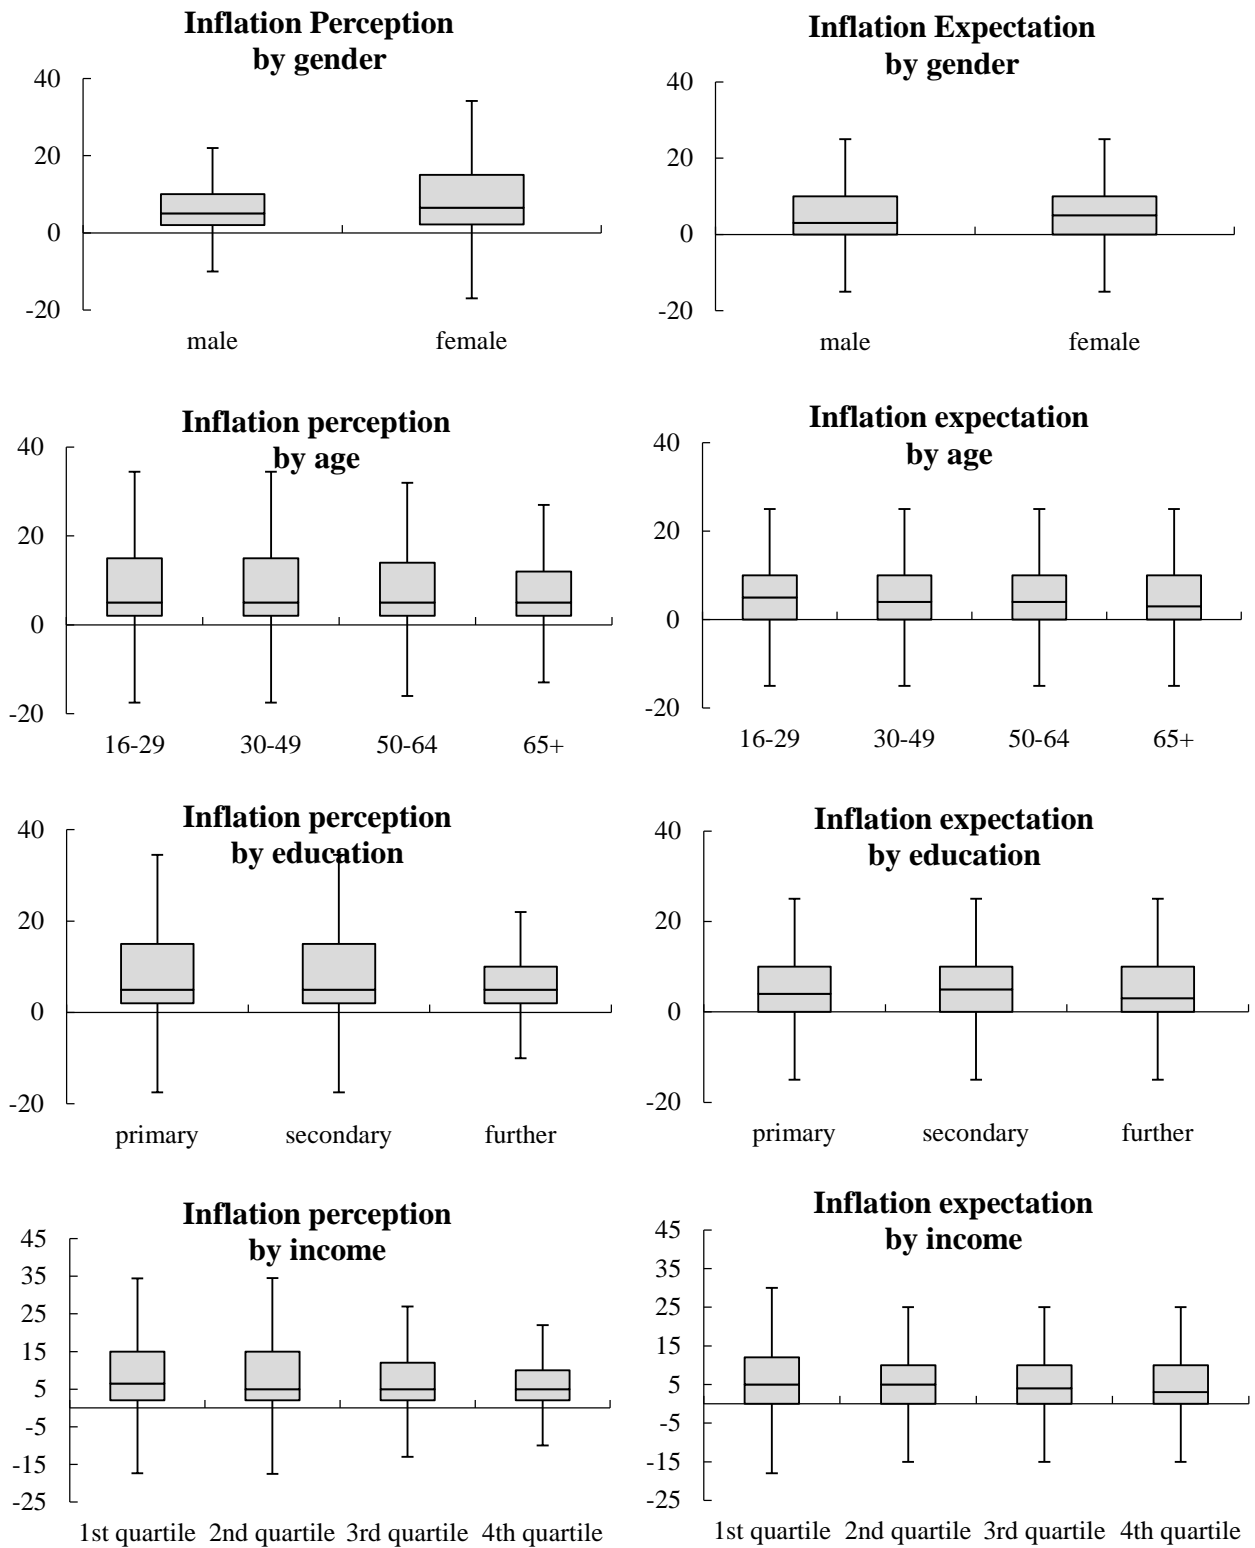 Inflation Perception
by gender
40
20
0
-20
male female
Inflation Expectation
by gender
40
20
0
-20
male female
Inflation perception
by age
40
20
0
-20
16-29 30-49 50-64 65+
Inflation expectation
by age
40
20
0
-20
16-29 30-49 50-64 65+
Inflation perception
by education
40
20
0
-20
primary secondary further
Inflation expectation
by education
40
20
0
-20
primary secondary further
Inflation perception
by income
45
35
25
15
5
-5
-15
-25
1st quartile 2nd quartile 3rd quartile 4th quartile
Inflation expectation
by income
45
35
25
15
5
-5
-15
-25
1st quartile 2nd quartile 3rd quartile 4th quartile